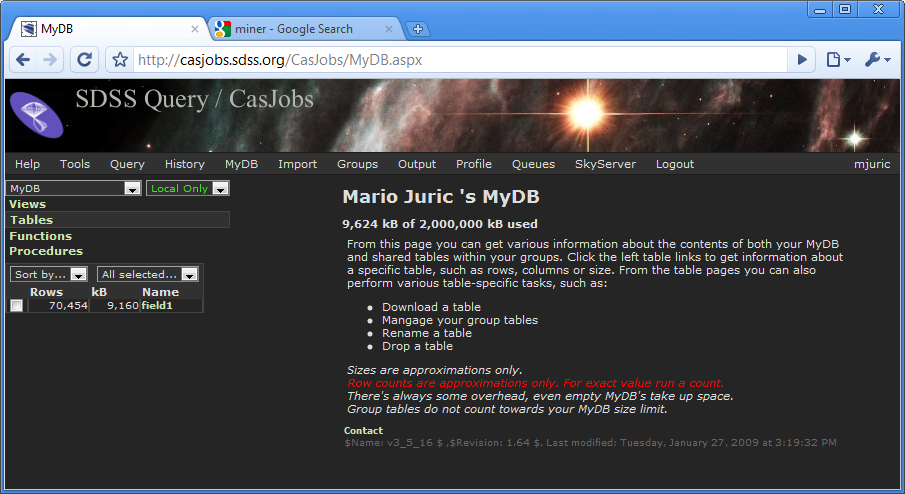 MyDB
miner - Google Search
http://casjobs.sdss.org/CasJobs/MyDB.aspx
SDSS Query / CasJobs
Help Tools Query History MyDB Import Groups Output Profile Queues SkyServer Logout mjuric
MyDB Local Only
Views
Tables
Functions
Procedures
Sort by... All selected...
Rows kB Name
70,454 9,160 field1
Mario Juric 's MyDB
9,624 kB of 2,000,000 kB used
From this page you can get various information about the contents of both your MyDB
and shared tables within your groups. Click the left table links to get information about
a specific table, such as rows, columns or size. From the table pages you can also
perform various table-specific tasks, such as:
• Download a table
• Mangage your group tables
• Rename a table
• Drop a table
Sizes are approximations only.
Row counts are approximations only. For exact value run a count.
There's always some overhead, even empty MyDB's take up space.
Group tables do not count towards your MyDB size limit.
Contact
$Name: v3_5_16 $ ,$Revision: 1.64 $, Last modified: Tuesday, January 27, 2009 at 3:19:32 PM